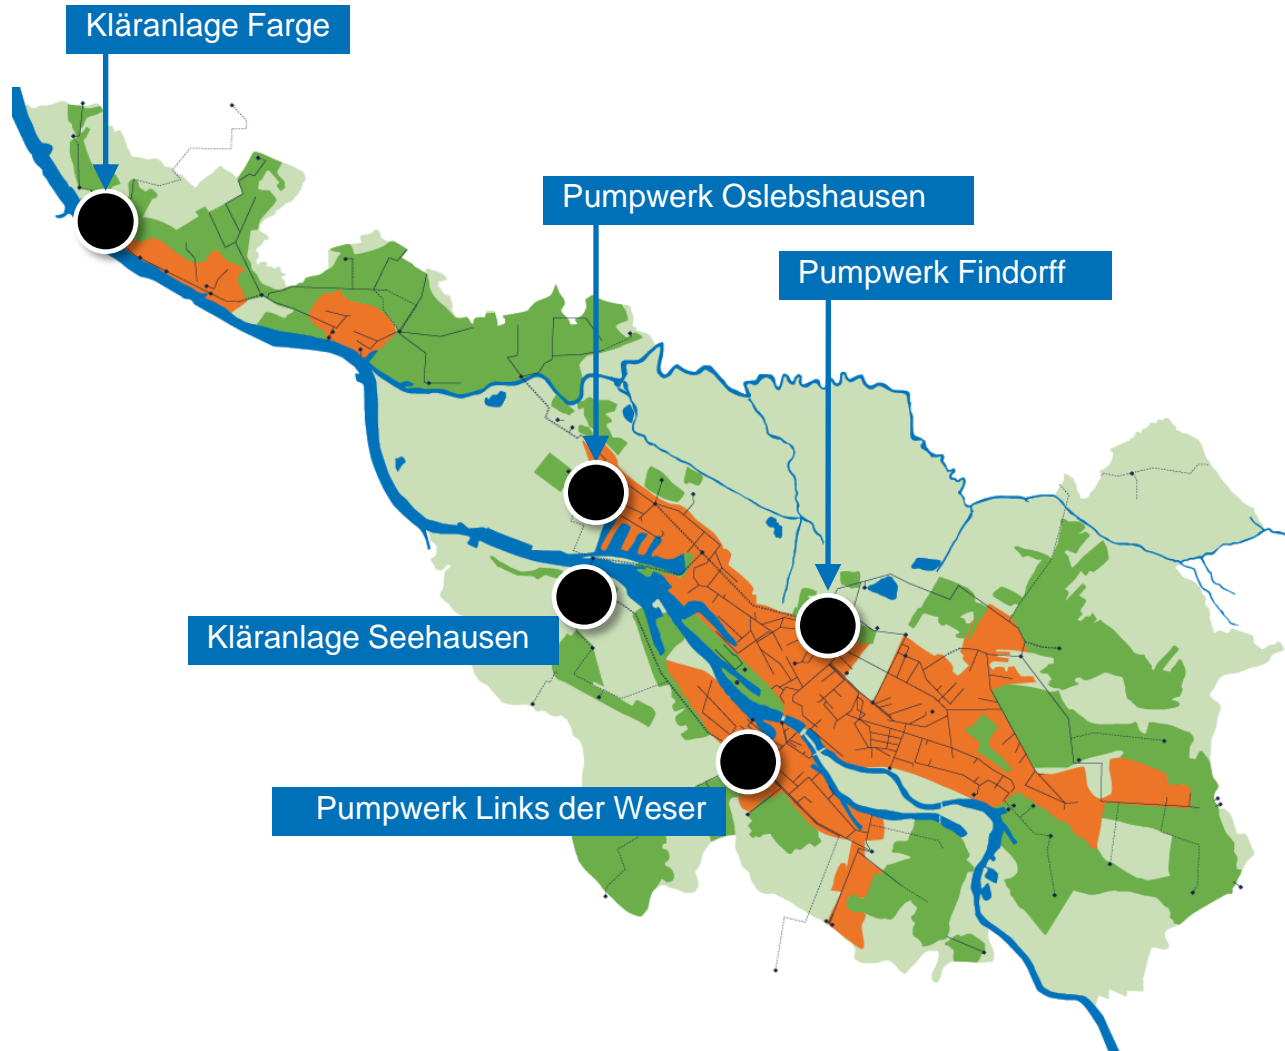 Kläranlage Farge
Pumpwerk Oslebshausen
Pumpwerk Findorff
Kläranlage Seehausen
Pumpwerk Links der Weser